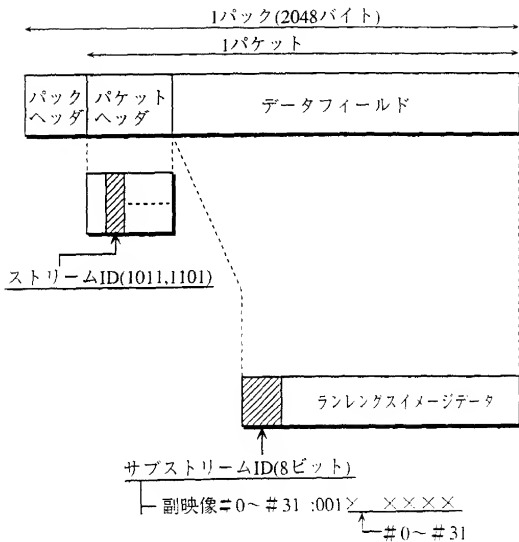 1パック(2048バイト)
1パケット
パック
ヘッダ
パケット
ヘッダ
データフィールド
ストリームID(1011,1101)
ランレングスイメージデータ
サブストリームID(8ビット)
副映像#0~#31 :001× ××××
#0~#31